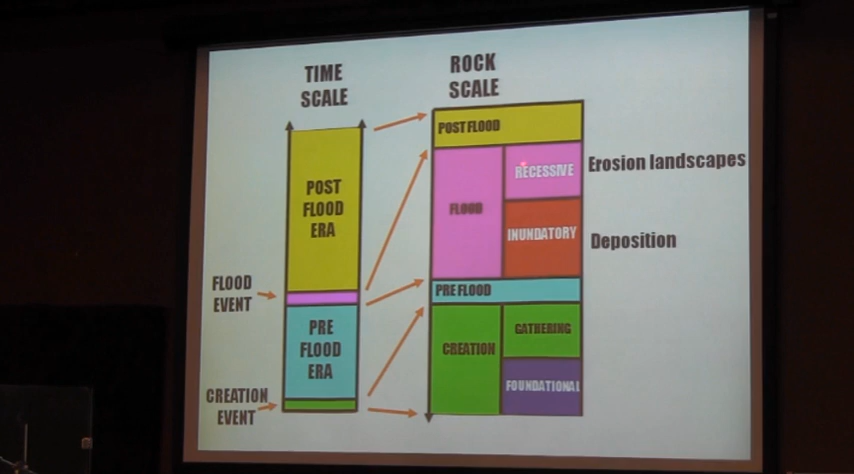 TIME
SCALE
ROCK
SCALE
POST
FLOOD
ERA
FLOOD
EVENT
PRE
FLOOD
ERA
CREATION
EVENT
POST FLOOD
FLOOD
RECESSIVE
Erosion landscapes
INUNDATORY
Deposition
PRE FLOOD
CREATION
GATHERING
FOUNDATIONAL